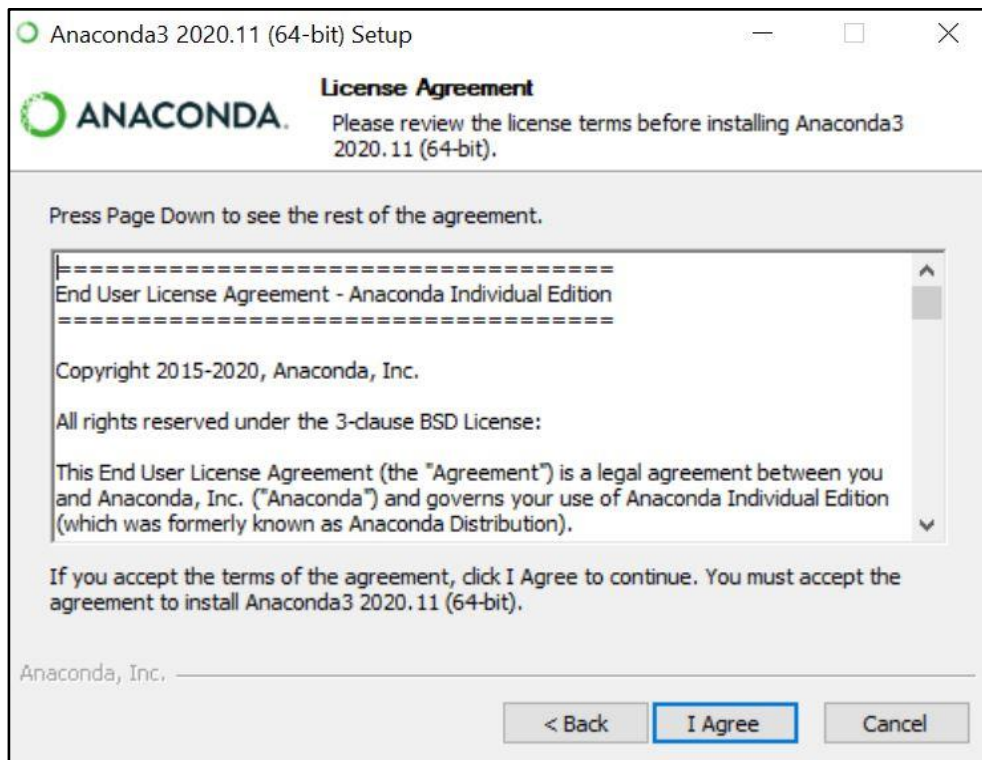 Anaconda3 2020.11 (64-bit) Setup
ANACONDA.
License Agreement
Please review the license terms before installing Anaconda3
2020.11 (64-bit).
Press Page Down to see the rest of the agreement.
===================================
End User License Agreement - Anaconda Individual Edition
===================================
Copyright 2015-2020, Anaconda, Inc.
All rights reserved under the 3-clause BSD License:
This End User License Agreement (the "Agreement") is a legal agreement between you
and Anaconda, Inc. ("Anaconda") and governs your use of Anaconda Individual Edition
(which was formerly known as Anaconda Distribution).
If you accept the terms of the agreement, click I Agree to continue. You must accept the
agreement to install Anaconda3 2020.11 (64-bit).
Anaconda, Inc.
< Back
I Agree
Cancel